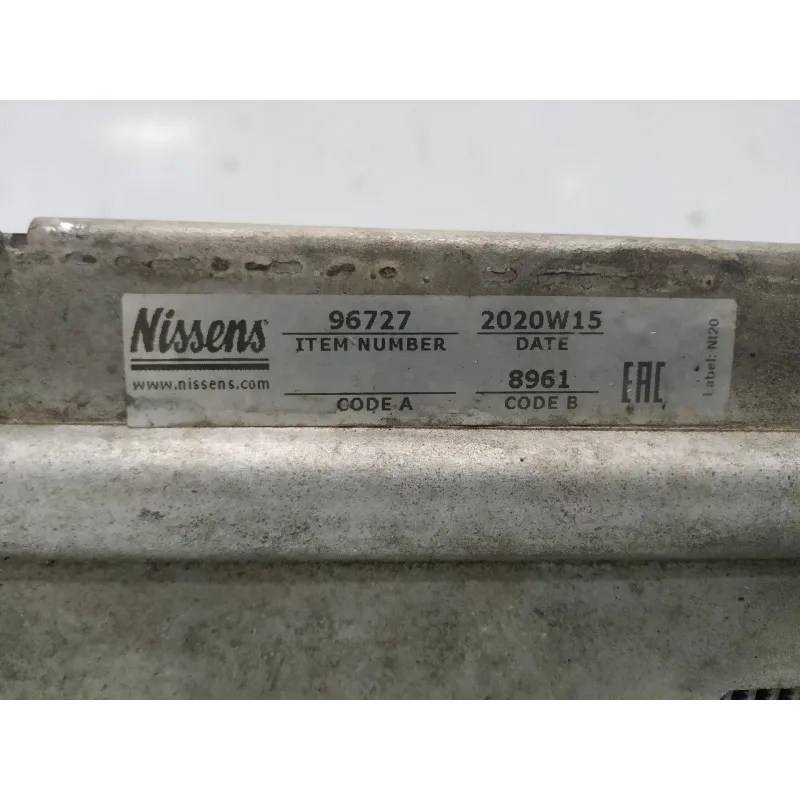 Nissens
www.nissens.com
96727
ITEM NUMBER
2020W15
DATE
CODE A
8961
CODE B
EAC
Label: NI20